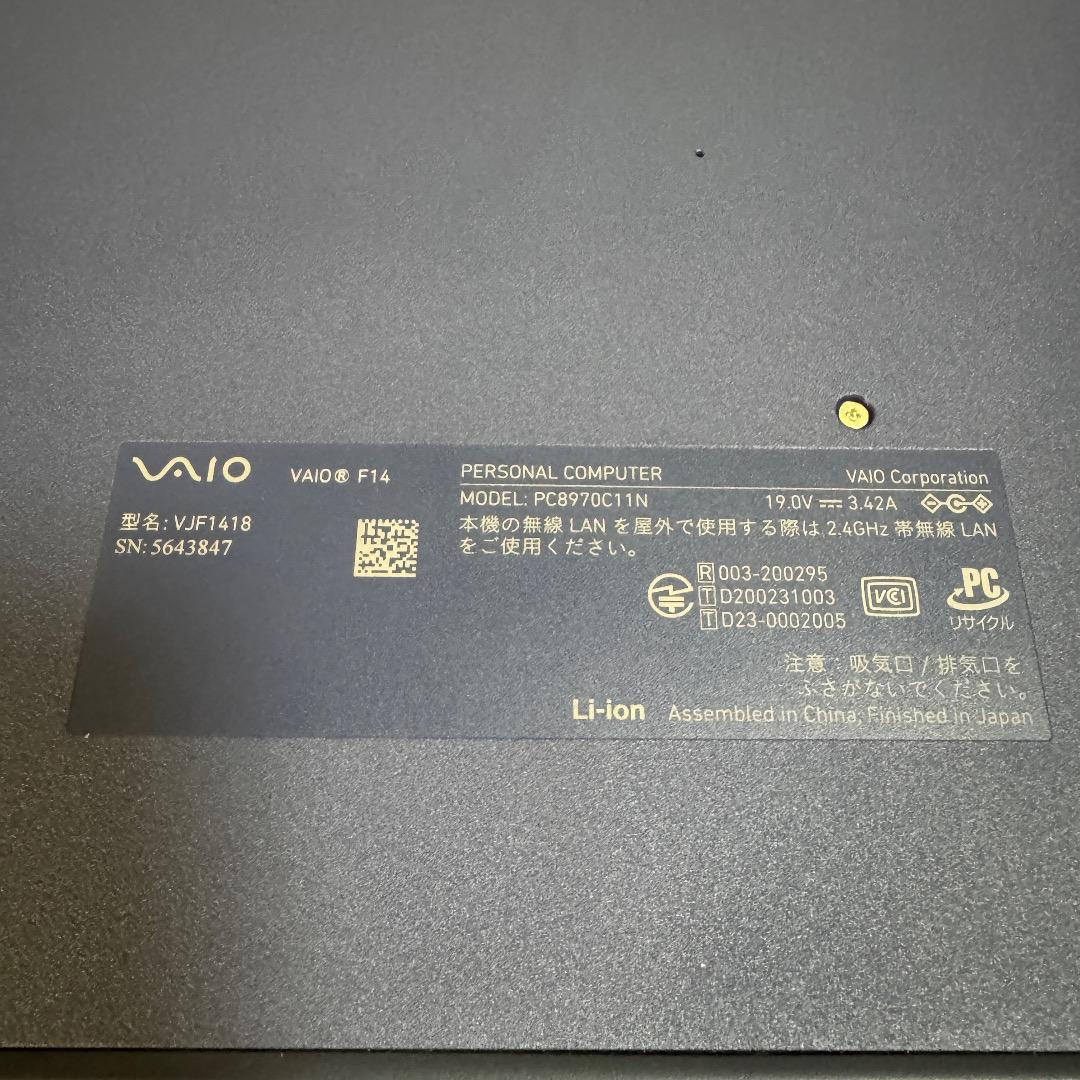 VAIO VAIO® F14
型名: VJF1418
SN: 5643847
PERSONAL COMPUTER VAIO Corporation
MODEL: PC8970C11N 19.0V 3.42A
本機の無線 LAN を屋外で使用する際は、2.4GHz 帯無線 LAN
をご使用ください。
R 003-200295
T D200231003
T D23-0002005
VCCI
PC
リサイクル
注意：吸気口 / 排気口を
ふさがないでください。
Li-ion Assembled in China, Finished in Japan